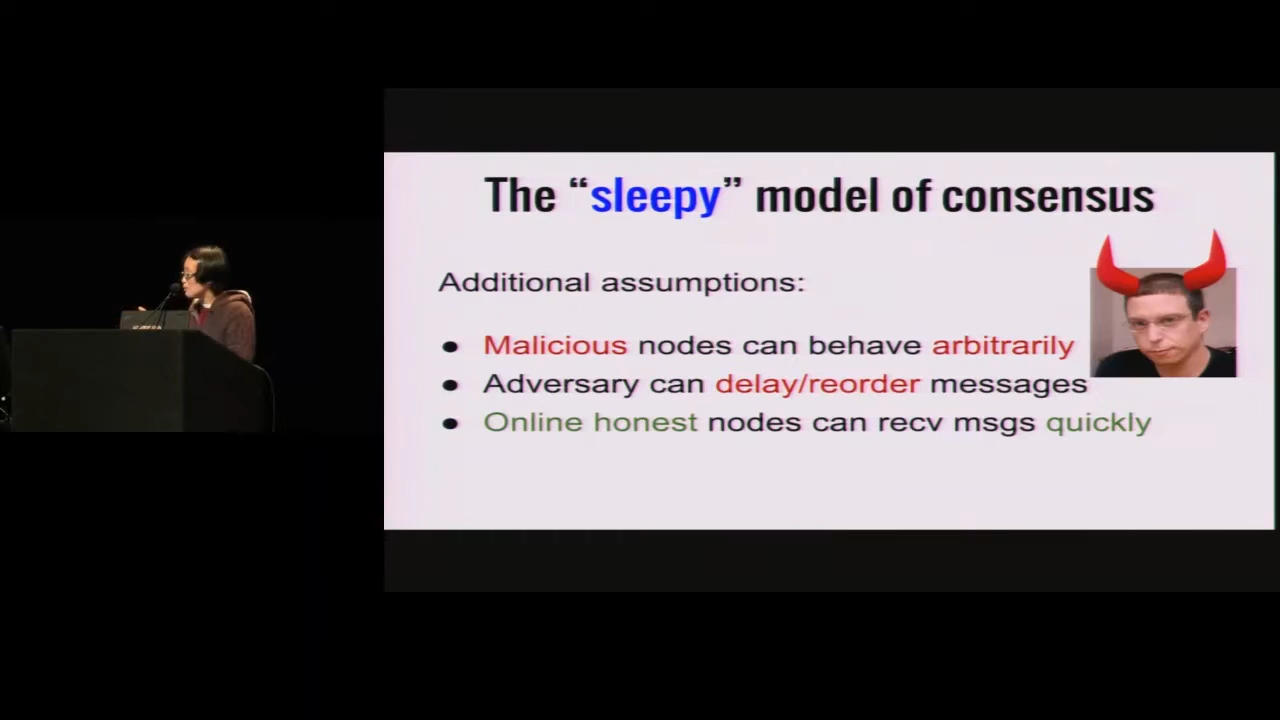 The “sleepy” model of consensus
Additional assumptions:
● Malicious nodes can behave arbitrarily
● Adversary can delay/reorder messages
● Online honest nodes can recv msgs quickly